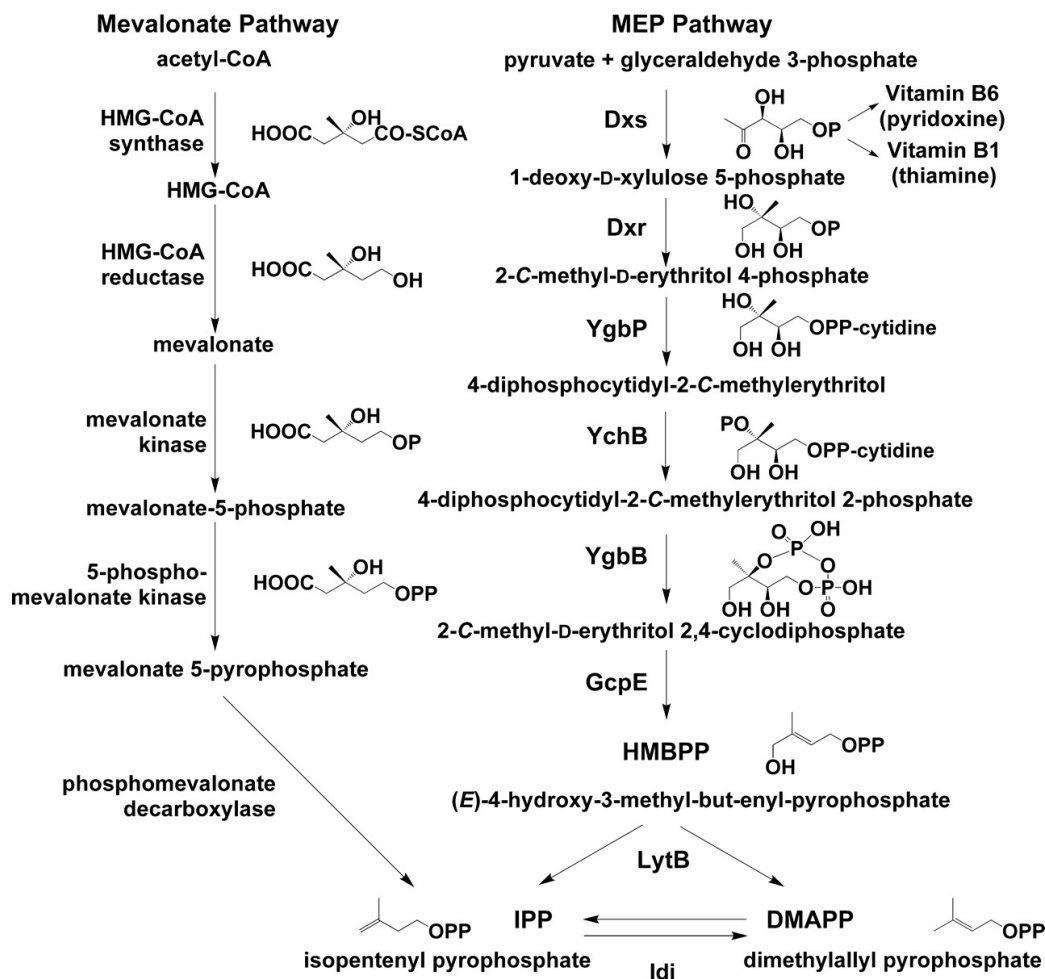 Mevalonate Pathway
acetyl-CoA
HMG-CoA
synthase
HOOC
OH
CO-SCoA
HMG-CoA
HMG-CoA
reductase
HOOC
OH
OH
mevalonate
mevalonate
kinase
HOOC
OH
OP
mevalonate-5-phosphate
5-phospho-
mevalonate kinase
HOOC
OH
OPP
mevalonate 5-pyrophosphate
phosphomevalonate
decarboxylase
MEP Pathway
pyruvate + glyceraldehyde 3-phosphate
Dxs
OH
O
OH
OP
Vitamin B6
(pyridoxine)
Vitamin B1
(thiamine)
1-deoxy-D-xylulose 5-phosphate
Dxr
HO
OP
OH OH
2-C-methyl-D-erythritol 4-phosphate
YgbP
HO
OPP-cytidine
OH OH
4-diphosphocytidyl-2-C-methylerythritol
YchB
PO
OPP-cytidine
OH OH
4-diphosphocytidyl-2-C-methylerythritol 2-phosphate
YgbB
O OH
P
O O
O P OH
OH OH O
2-C-methyl-D-erythritol 2,4-cyclodiphosphate
GcpE
HMBPP
OPP
OH
(E)-4-hydroxy-3-methyl-but-enyl-pyrophosphate
LytB
OPP
IPP
isopentenyl pyrophosphate
DMAPP
OPP
dimethylallyl pyrophosphate
Idi